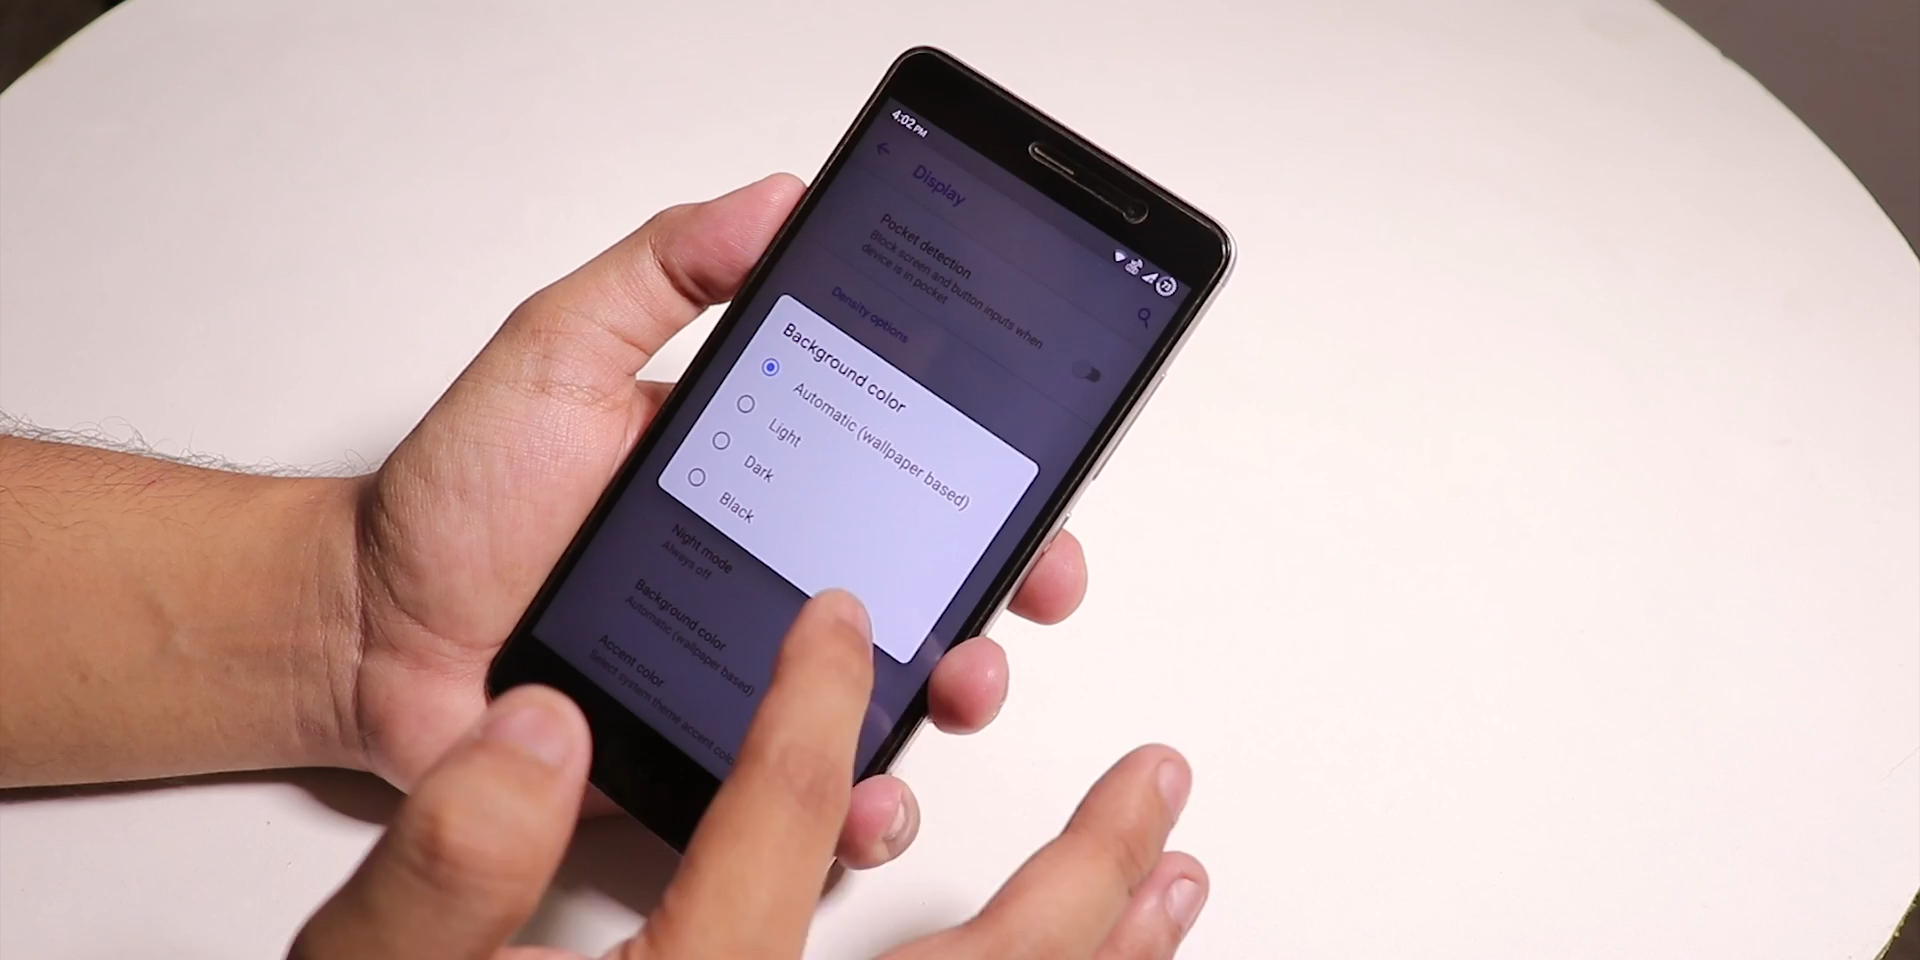 4:02 PM
73
Display
Pocket detection
Block screen and button inputs when
device is in pocket
Density options
Background color
Automatic (wallpaper based)
Light
Dark
Black
Night mode
Always off
Background color
Automatic (wallpaper based)
Accent color
Select system theme accent color